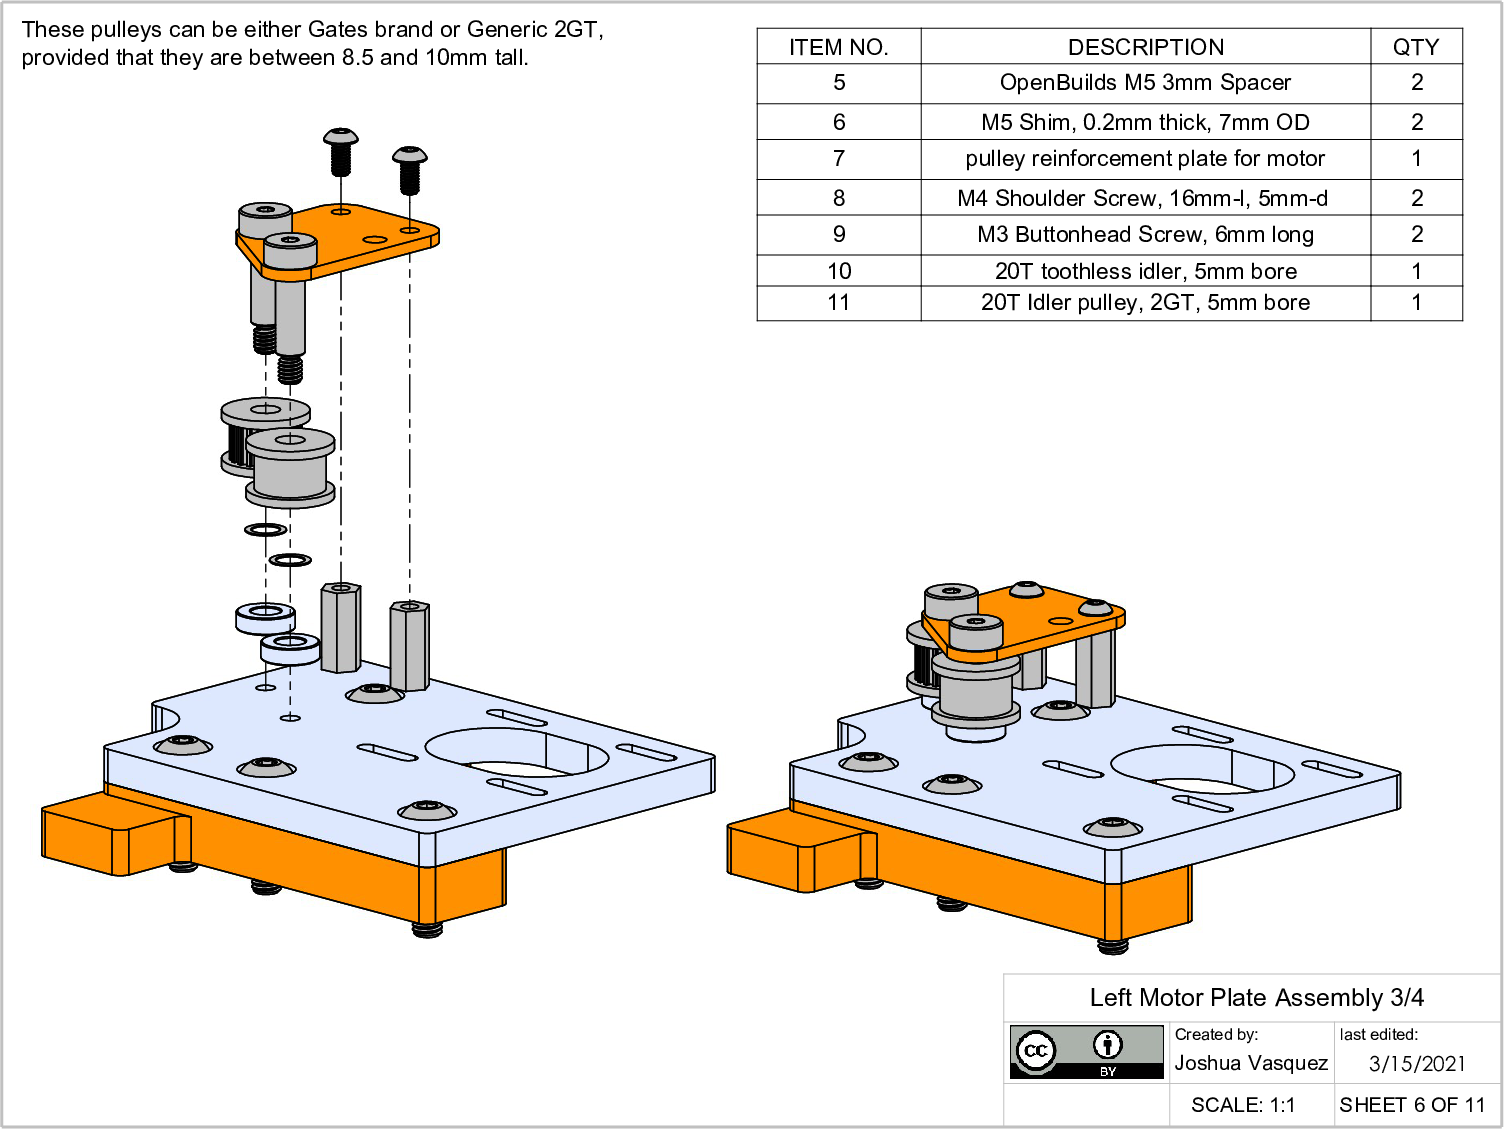 These pulleys can be either Gates brand or Generic 2GT,
provided that they are between 8.5 and 10mm tall.
ITEM NO. DESCRIPTION QTY
5 OpenBuilds M5 3mm Spacer 2
6 M5 Shim, 0.2mm thick, 7mm OD 2
7 pulley reinforcement plate for motor 1
8 M4 Shoulder Screw, 16mm-l, 5mm-d 2
9 M3 Buttonhead Screw, 6mm long 2
10 20T toothless idler, 5mm bore 1
11 20T Idler pulley, 2GT, 5mm bore 1
Left Motor Plate Assembly 3/4
cc BY
Created by:
Joshua Vasquez
last edited:
3/15/2021
SCALE: 1:1
SHEET 6 OF 11